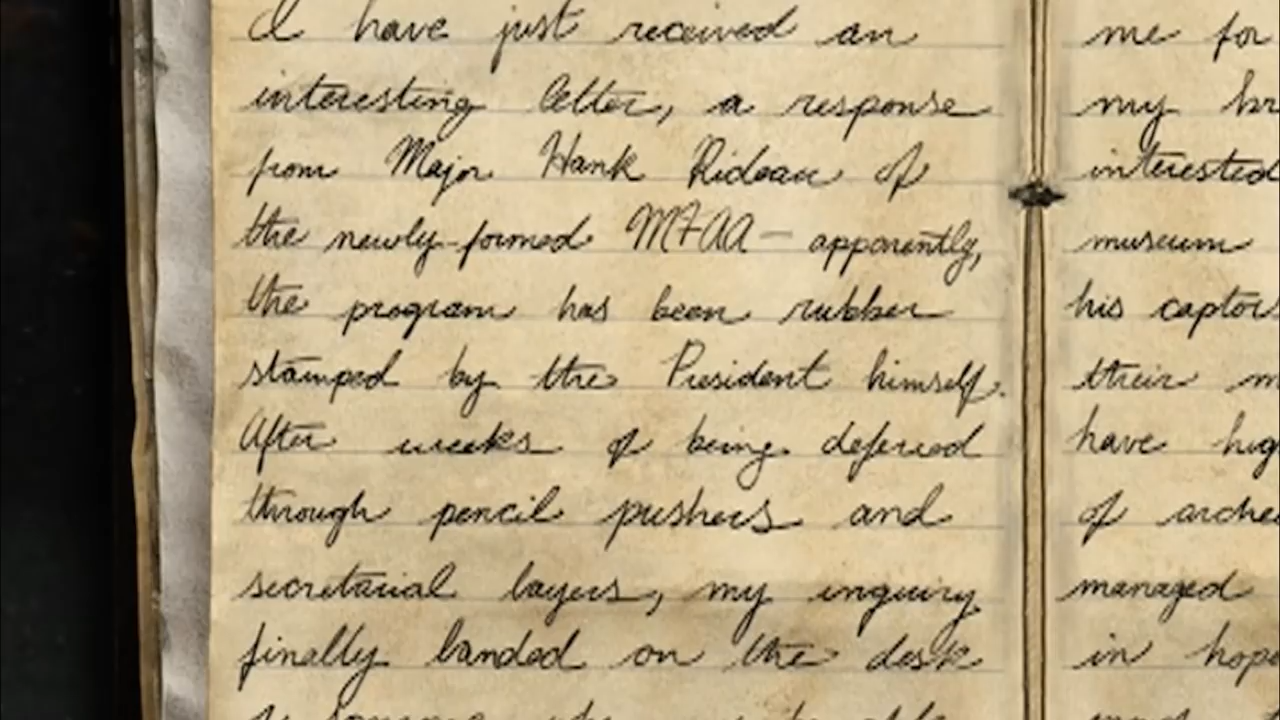 I have just received an
interesting letter, a response
from Major Hank Rideau of
the newly-formed MFAA - apparently,
the program has been rubber
stamped by the President himself.
After weeks of being deferred
through pencil pushers and
secretarial layers, my inquiry
finally landed on the desk
me for
my
interested
museum
his captors
their
have
of
managed
in